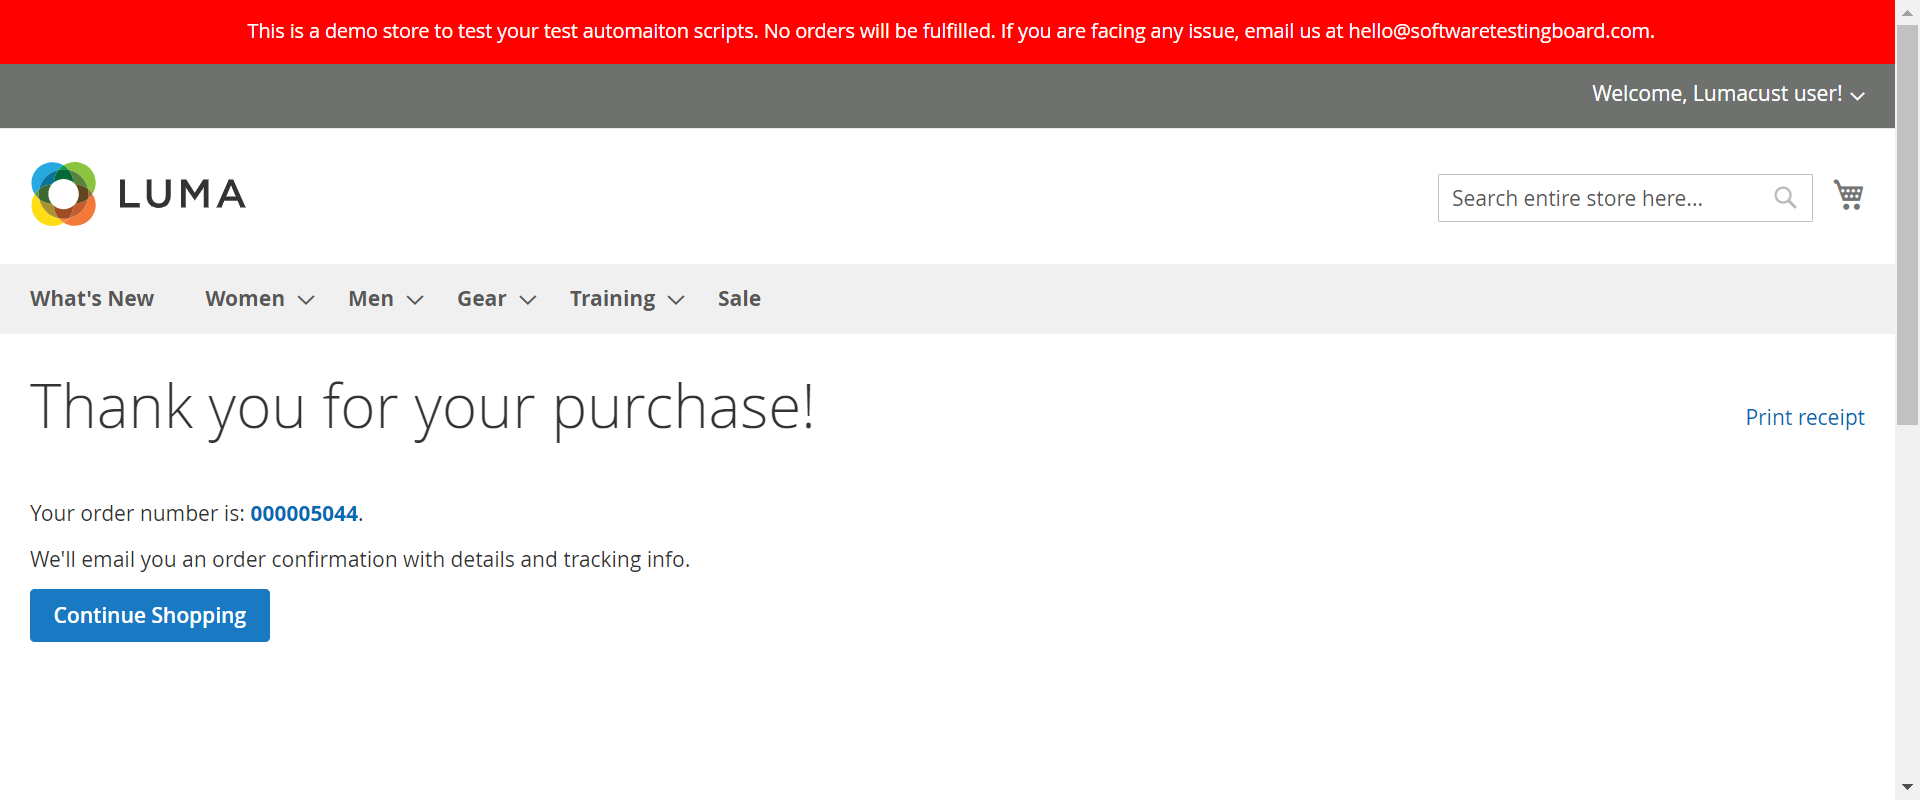 This is a demo store to test your test automaiton scripts. No orders will be fulfilled. If you are facing any issue, email us at hello@softwaretestingboard.com.
Welcome, Lumacust user!
LUMA
Search entire store here...
What's New Women Men Gear Training Sale
Thank you for your purchase!
Print receipt
Your order number is: 000005044.
We'll email you an order confirmation with details and tracking info.
Continue Shopping